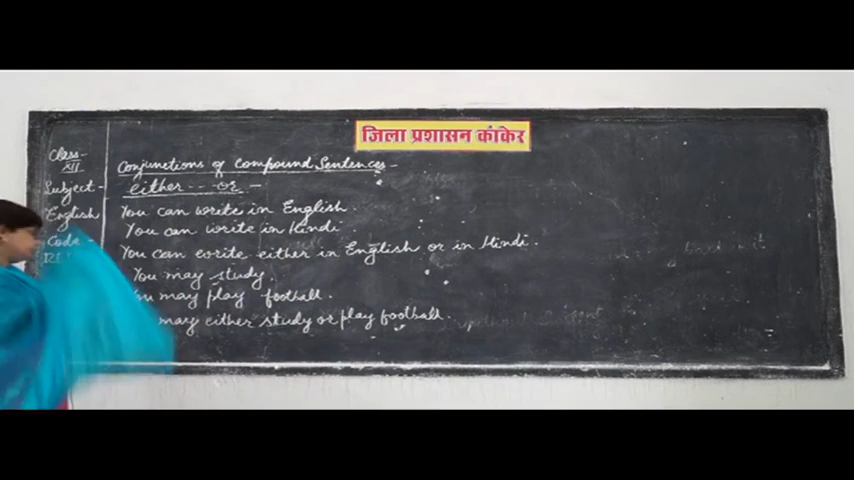 जिला प्रशासन कांकेर
Class-
XII
Subject-
English
Code-
Conjunctions of Compound Sentences-
either --- or -
You can write in English
You can write in Hindi.
You can write either in English or in Hindi.
You may study
You may play football.
may either study or play football.